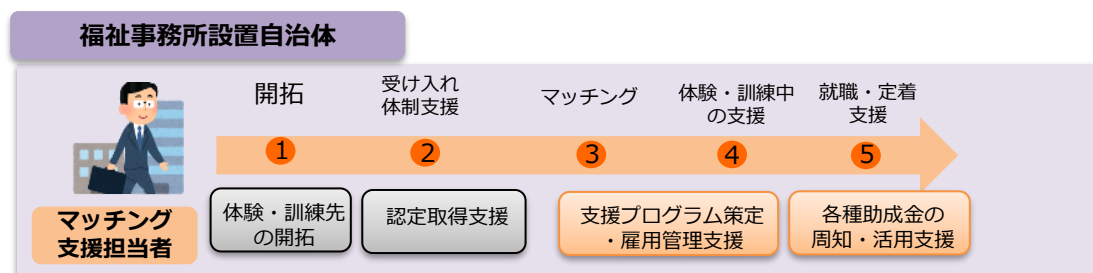 福祉事務所設置自治体
開拓
受け入れ
体制支援
マッチング
体験・訓練中
の支援
就職・定着
支援
1
2
3
4
5
マッチング
支援担当者
体験・訓練先
の開拓
認定取得支援
支援プログラム策定
・雇用管理支援
各種助成金の
周知・活用支援